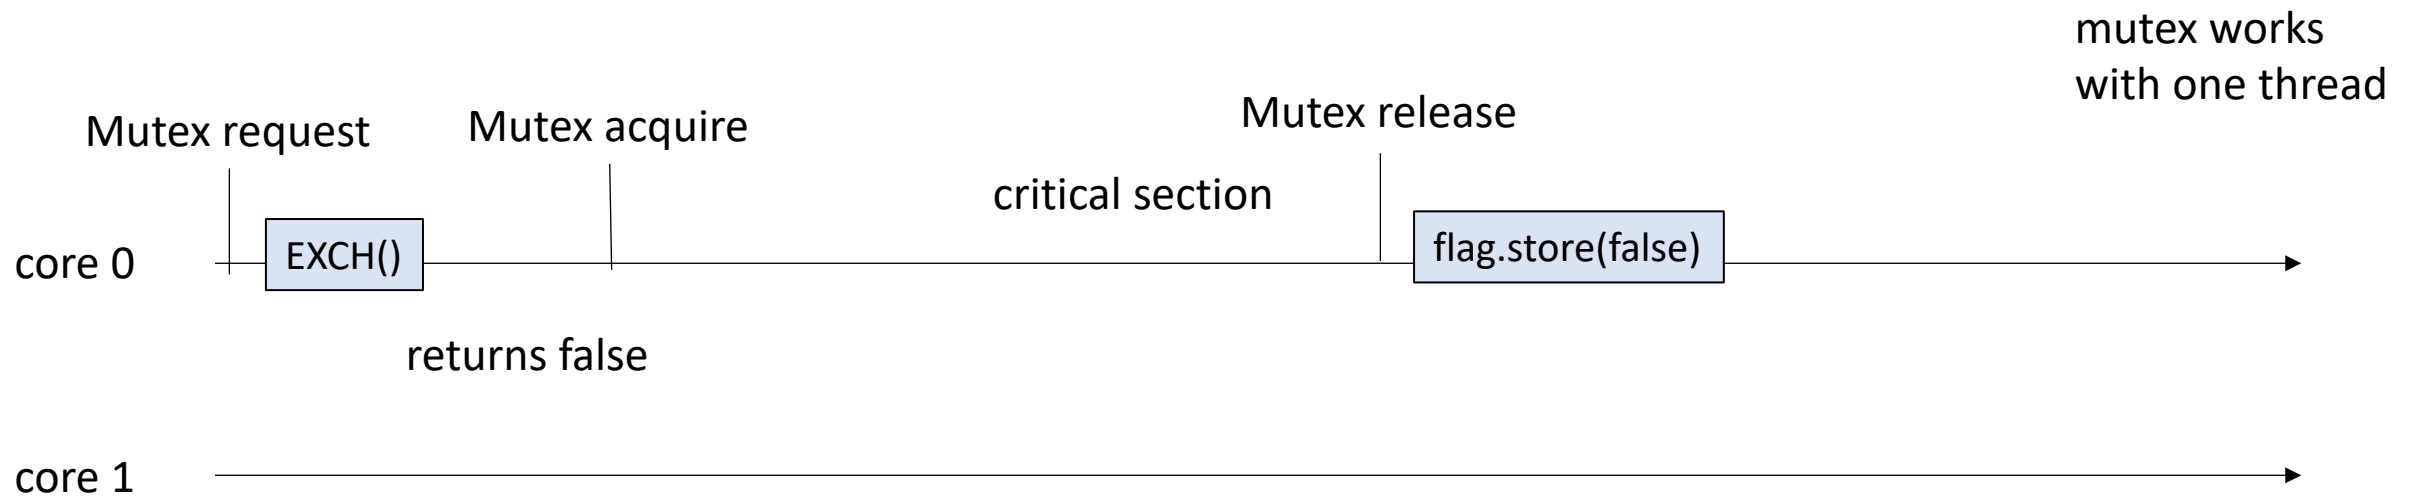 mutex works
with one thread
Mutex request
Mutex acquire
Mutex release
critical section
core 0
EXCH()
flag.store(false)
returns false
core 1